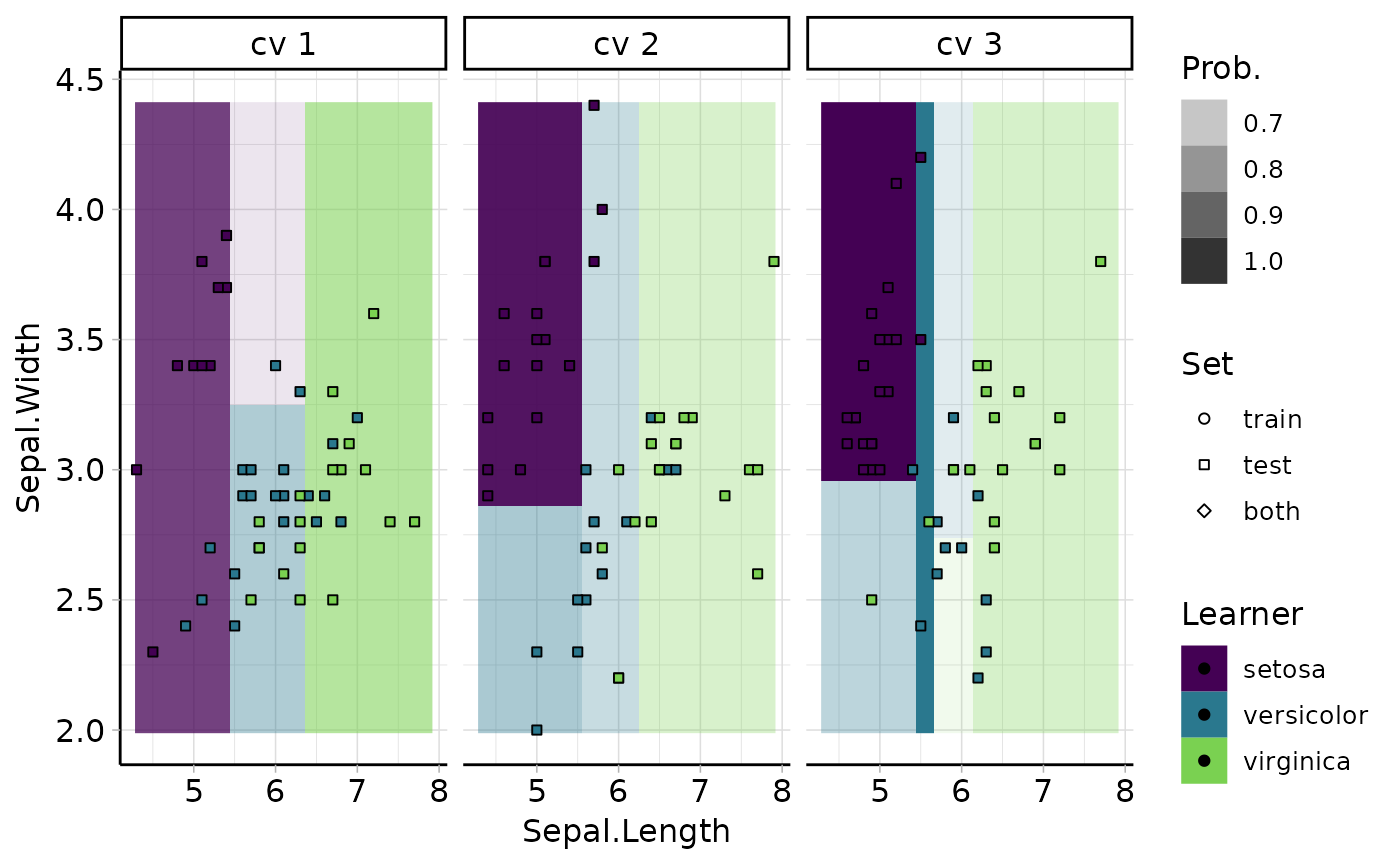 cv 1
cv 2
cv 3
4.5
4.0
3.5
3.0
2.5
2.0
Sepal.Width
5 6 7 8
5 6 7 8
5 6 7 8
Sepal.Length
Prob.
0.7
0.8
0.9
1.0
Set
train
test
both
Learner
setosa
versicolor
virginica